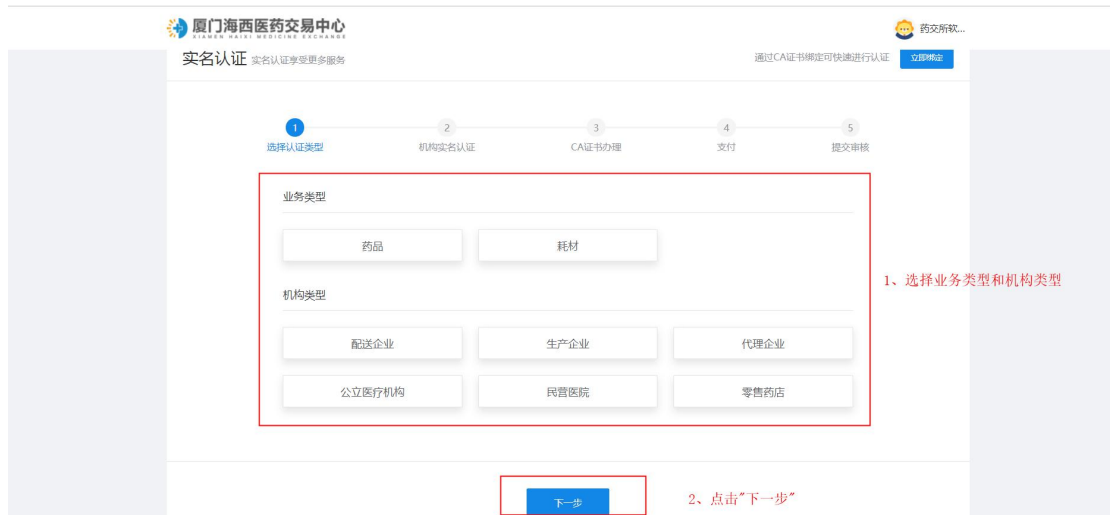 厦门海西医药交易中心
XIAMEN HAIXI MEDICINE EXCHANGE
药交所软...
实名认证 实名认证享受更多服务
通过CA证书绑定可快速进行认证 立即绑定
1 2 3 4 5
选择认证类型 机构实名认证 CA证书办理 支付 提交审核
业务类型
药品 耗材
1、选择业务类型和机构类型
机构类型
配送企业 生产企业 代理企业
公立医疗机构 民营医院 零售药店
下一步
2、点击"下一步"